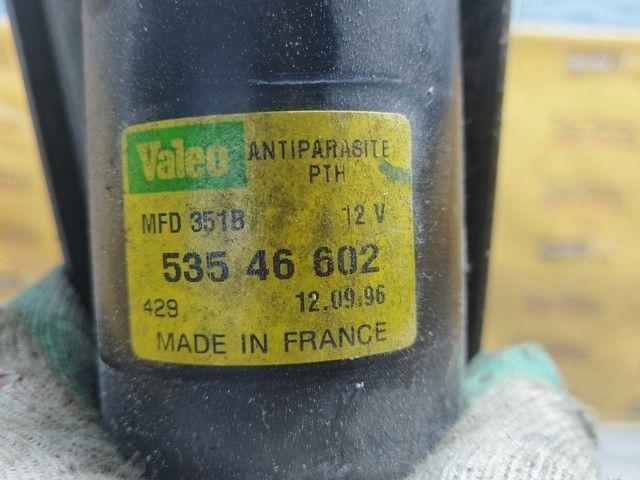 Valeo ANTIPARASITE
PTH
MFD 351B 12 V
535 46 602
429 12.09.96
MADE IN FRANCE